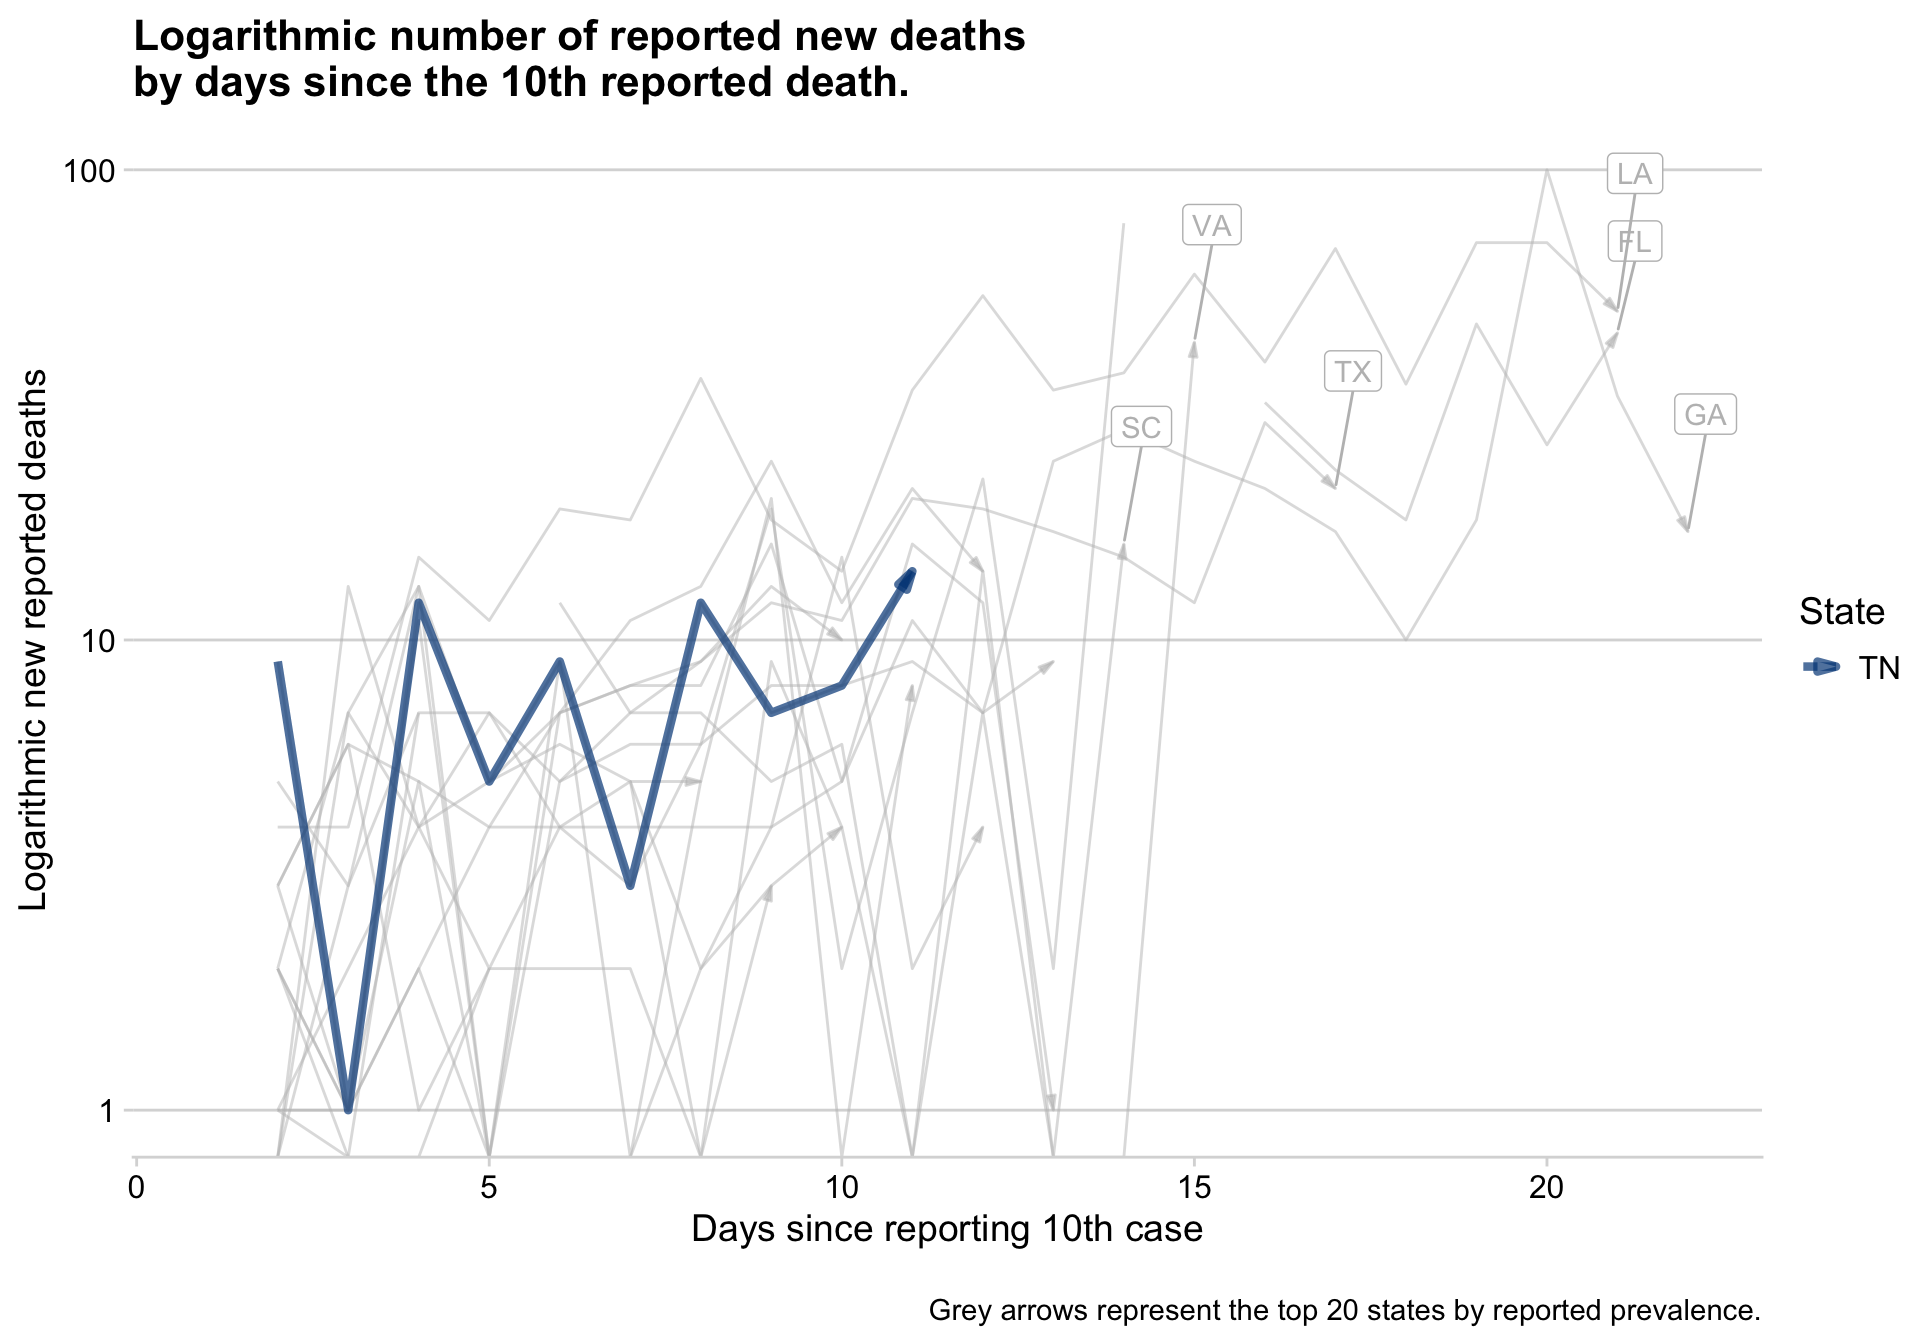 Logarithmic number of reported new deaths
by days since the 10th reported death.
Logarithmic new reported deaths
100
10
1
LA
FL
VA
TX
GA
SC
State
TN
0 5 10 15 20
Days since reporting 10th case
Grey arrows represent the top 20 states by reported prevalence.